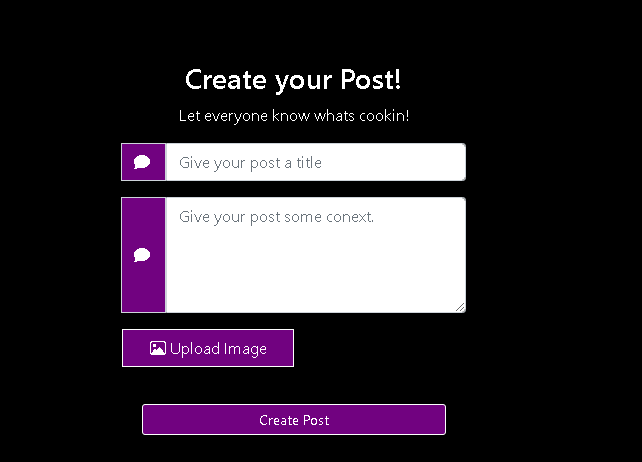 Create your Post!
Let everyone know whats cookin!
Give your post a title
Give your post some conext.
Upload Image
Create Post